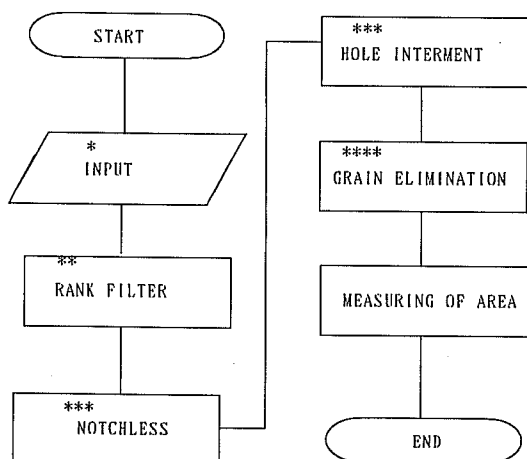 START
*
INPUT
**
RANK FILTER
***
NOTCHLESS
***
HOLE INTERMENT
****
GRAIN ELIMINATION
MEASURING OF AREA
END